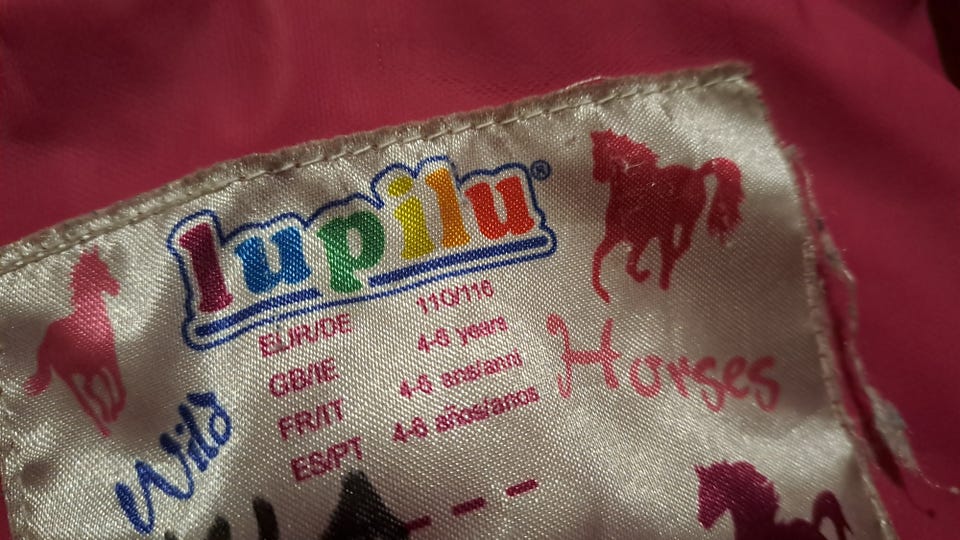 lupilu®
EU/R/DE 110/116
GB/IE 4-6 years
FR/IT 4-6 ans/anni
ES/PT 4-6 años/anos
Wild
Horses